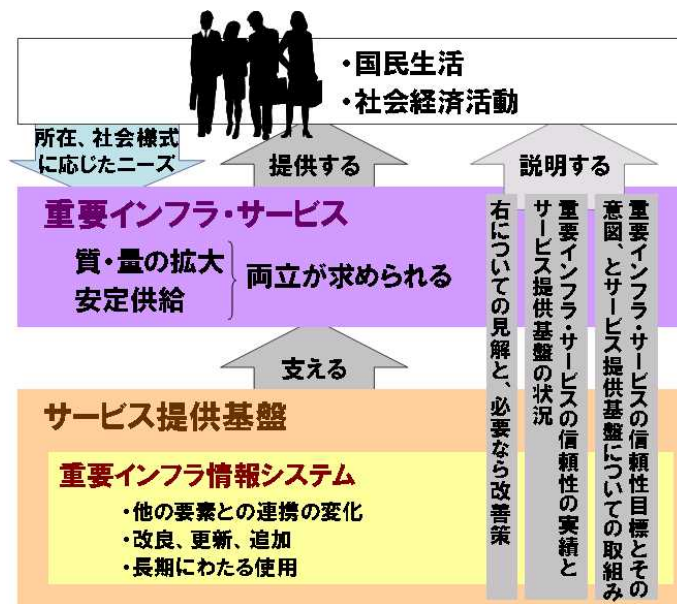 ・国民生活
・社会経済活動
所在、社会様式
に応じたニーズ
提供する
説明する
重要インフラ・サービス
質・量の拡大
安定供給
両立が求められる
支える
サービス提供基盤
重要インフラ情報システム
・他の要素との連携の変化
・改良、更新、追加
・長期にわたる使用
重要インフラ・サービスの信頼性目標とその
意図、とサービス提供基盤についての取組み
重要インフラ・サービスの信頼性の実績と
サービス提供基盤の状況
右についての見解と、必要なら改善策